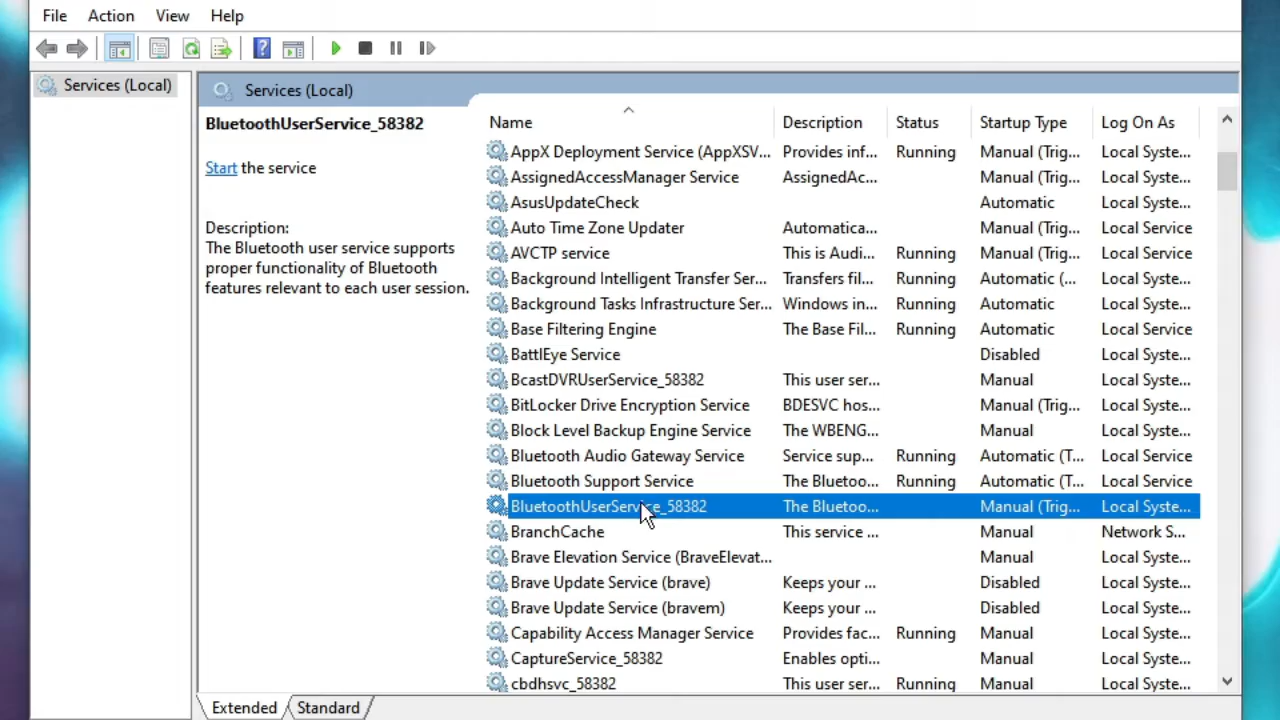 File Action View Help
Services (Local)
Services (Local)
BluetoothUserService_58382
Start the service
Description:
The Bluetooth user service supports
proper functionality of Bluetooth
features relevant to each user session.
Name Description Status Startup Type Log On As
AppX Deployment Service (AppXSV... Provides inf... Running Manual (Trig... Local Syste...
AssignedAccessManager Service AssignedAc... Manual (Trig... Local Syste...
AsusUpdateCheck Automatic Local Syste...
Auto Time Zone Updater Automatica... Manual (Trig... Local Service
AVCTP service This is Audi... Running Manual (Trig... Local Service
Background Intelligent Transfer Ser... Transfers fil... Running Automatic (... Local Syste...
Background Tasks Infrastructure Ser... Windows in... Running Automatic Local Syste...
Base Filtering Engine The Base Fil... Running Automatic Local Service
BattlEye Service Disabled Local Syste...
BcastDVRUserService_58382 This user ser... Manual Local Syste...
BitLocker Drive Encryption Service BDESVC hos... Manual (Trig... Local Syste...
Block Level Backup Engine Service The WBENG... Manual Local Syste...
Bluetooth Audio Gateway Service Service sup... Running Automatic (T... Local Service
Bluetooth Support Service The Bluetoo... Running Automatic (T... Local Service
BluetoothUserService_58382 The Bluetoo... Manual (Trig... Local Syste...
BranchCache This service ... Manual Network S...
Brave Elevation Service (BraveElevat... Manual Local Syste...
Brave Update Service (brave) Keeps your ... Disabled Local Syste...
Brave Update Service (bravem) Keeps your ... Disabled Local Syste...
Capability Access Manager Service Provides fac... Running Manual Local Syste...
CaptureService_58382 Enables opti... Manual Local Syste...
cbdhsvc_58382 This user ser... Running Manual Local Syste...
Extended Standard